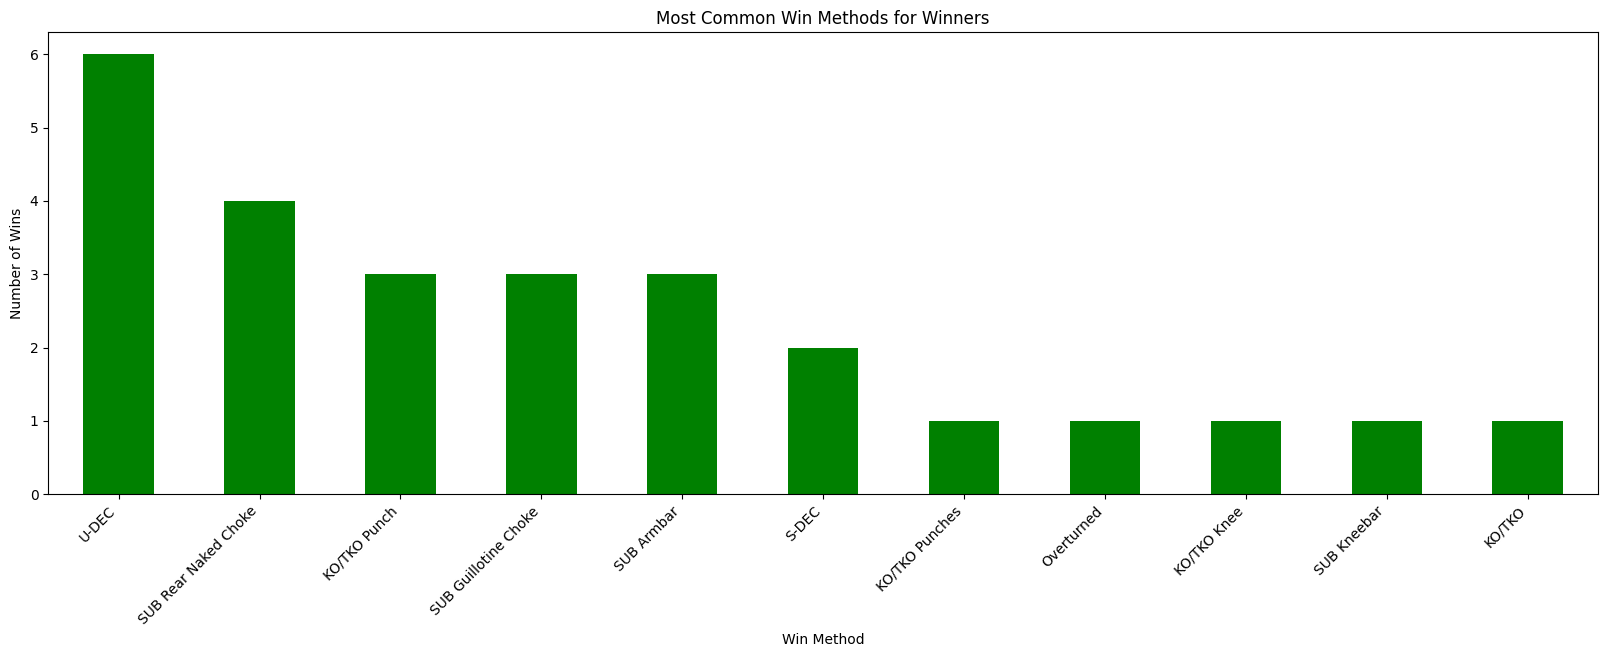 Most Common Win Methods for Winners
Number of Wins
6
5
4
3
2
1
0
U-DEC
SUB Rear Naked Choke
KO/TKO Punch
SUB Guillotine Choke
SUB Armbar
S-DEC
KO/TKO Punches
Overturned
KO/TKO Knee
SUB Kneebar
KO/TKO
Win Method